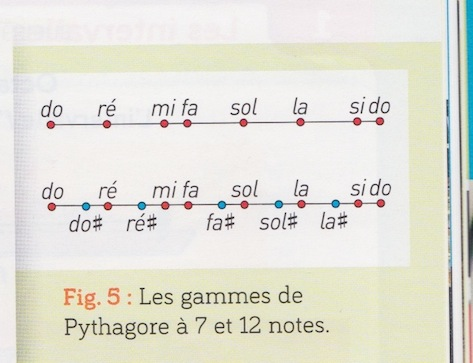 do ré mi fa sol la si do
do ré mi fa sol la si do
do# ré# fa# sol# la#
Fig. 5 : Les gammes de
Pythagore à 7 et 12 notes.